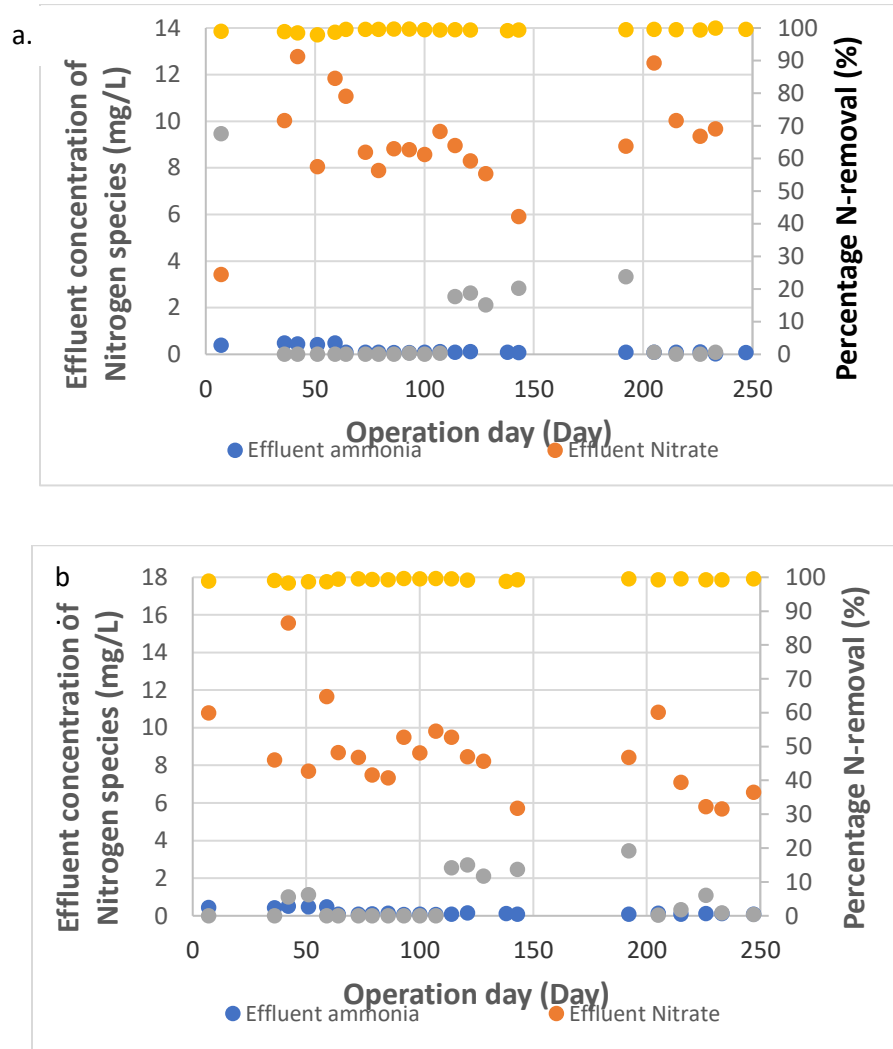 a.
Effluent concentration of
Nitrogen species (mg/L)
14
12
10
8
6
4
2
0
100
90
80
70
60
50
40
30
20
10
0
Percentage N-removal (%)
0 50 100 150 200 250
Operation day (Day)
Effluent ammonia Effluent Nitrate
b
.
Effluent concentration of
Nitrogen species (mg/L)
18
16
14
12
10
8
6
4
2
0
100
90
80
70
60
50
40
30
20
10
0
Percentage N-removal (%)
0 50 100 150 200 250
Operation day (Day)
Effluent ammonia Effluent Nitrate